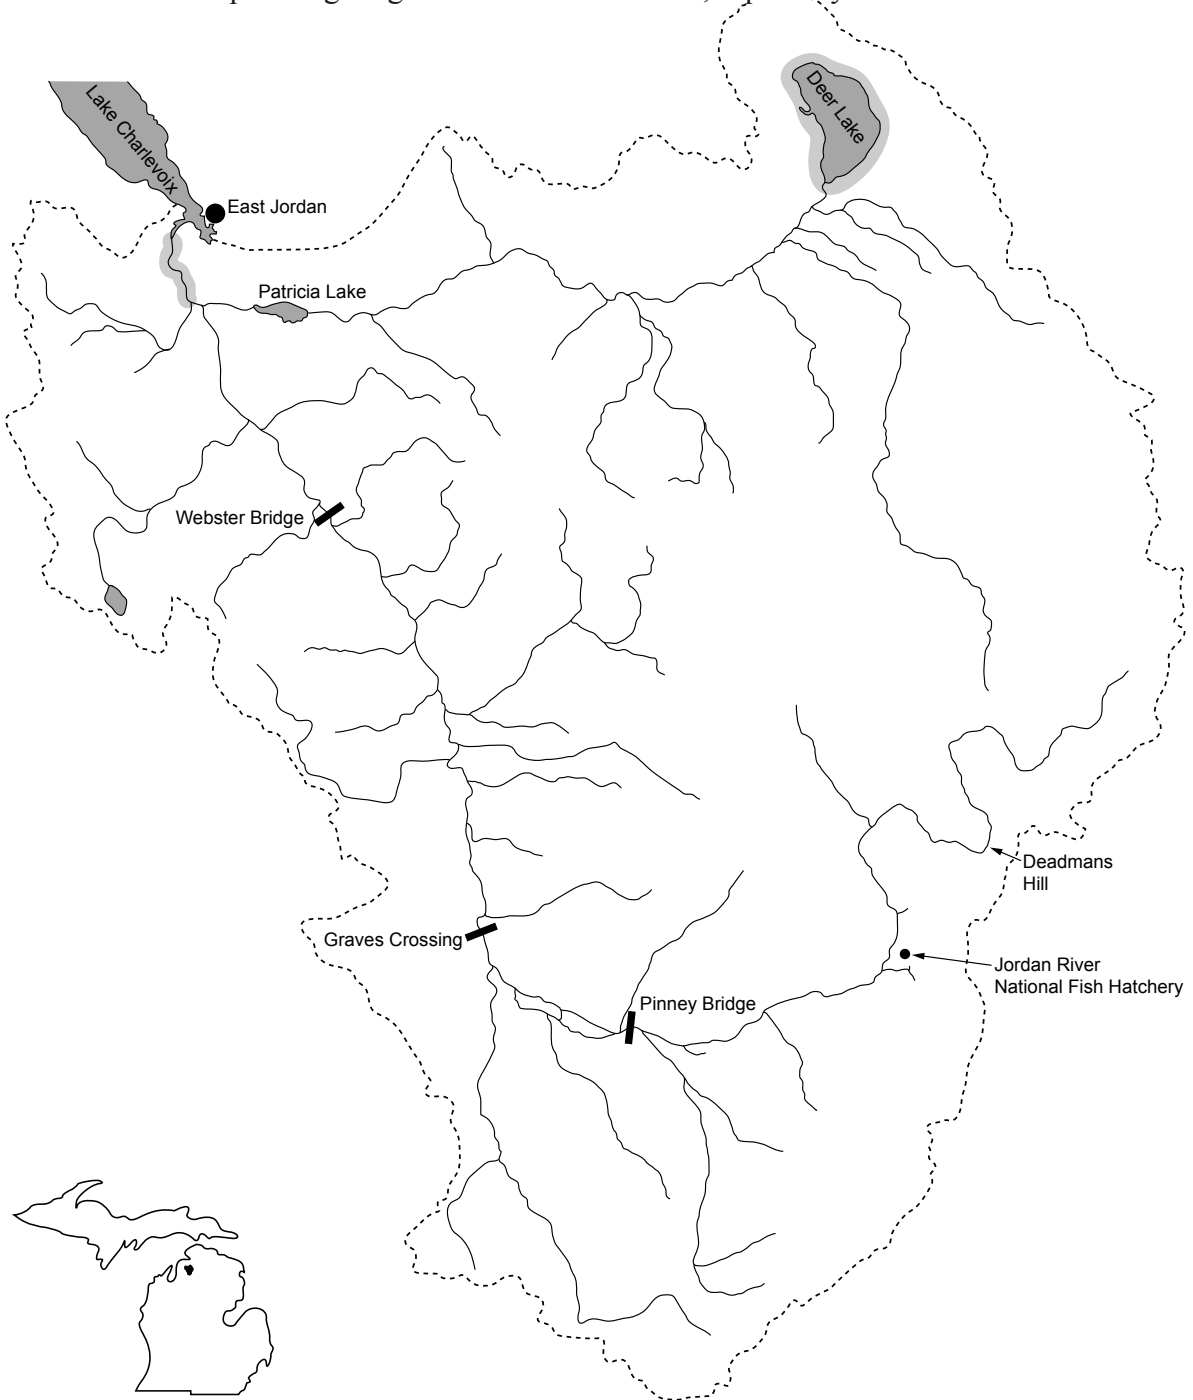 Deer Lake
Lake Charlevoix
East Jordan
Patricia Lake
Webster Bridge
Deadmans
Hill
Graves Crossing
Jordan River
National Fish Hatchery
Pinney Bridge